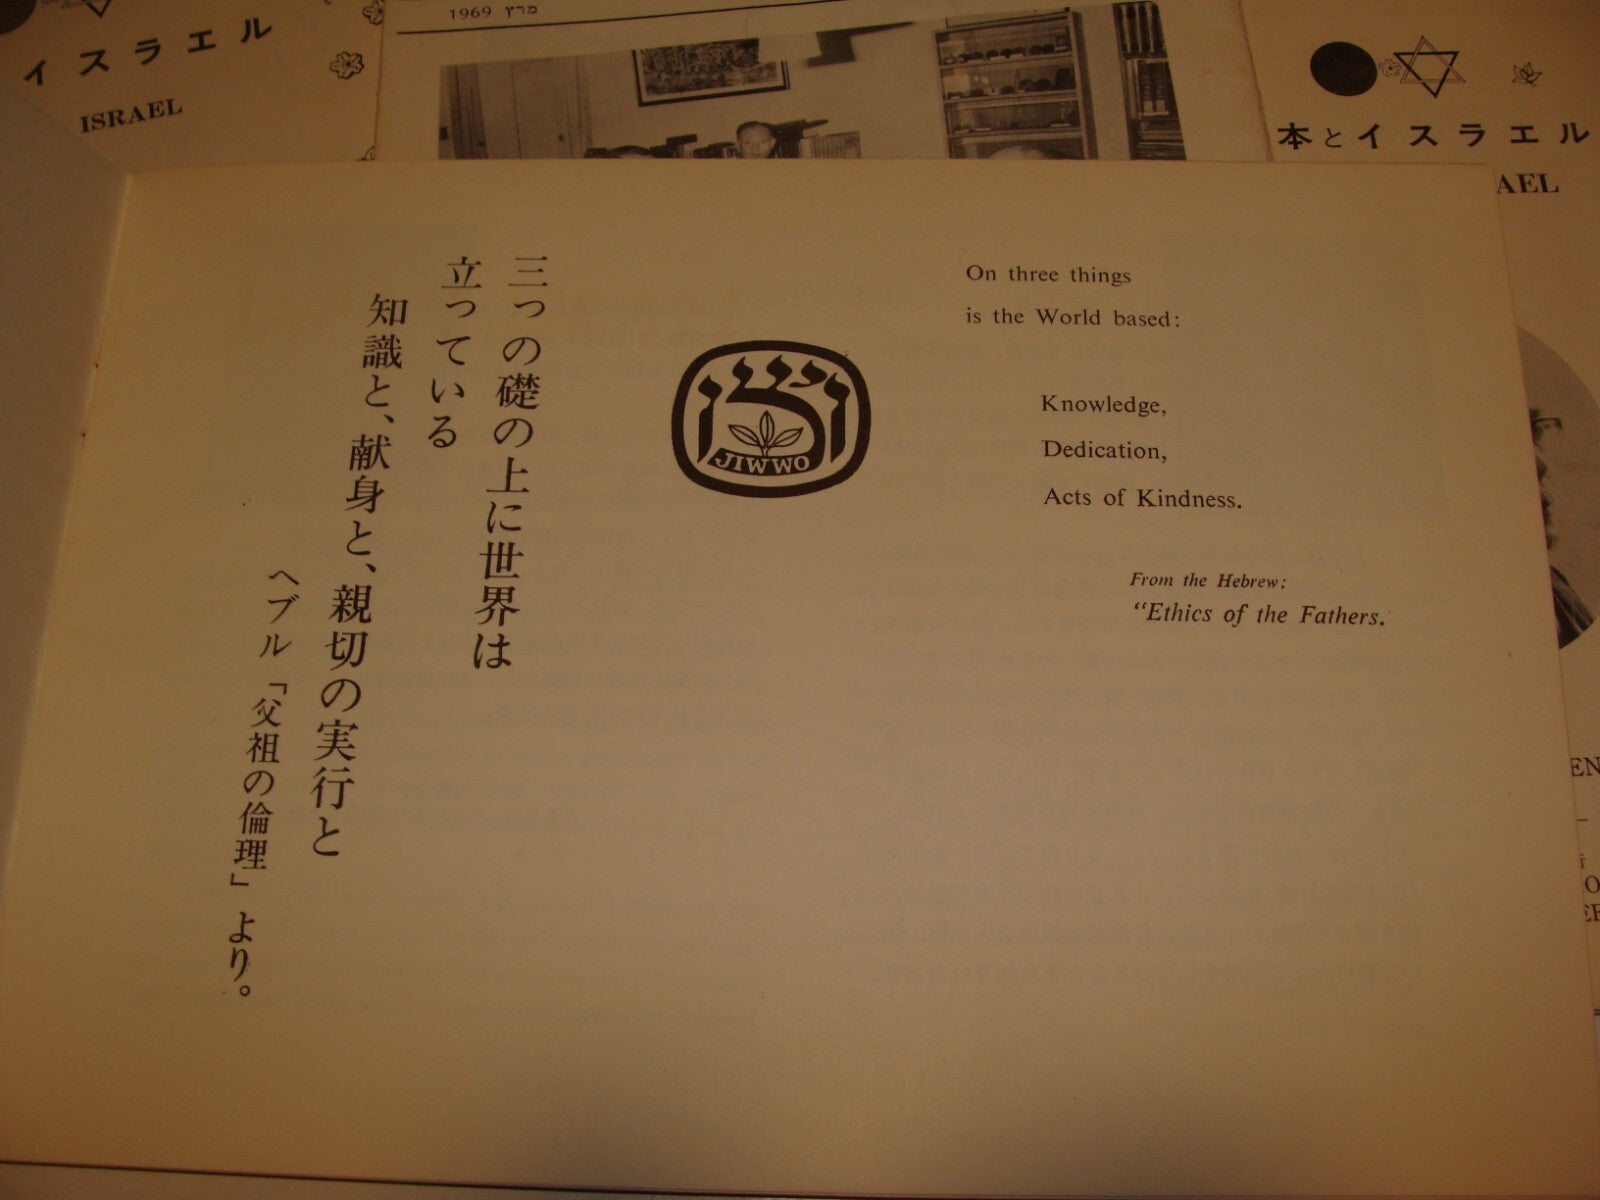 イスラエル
ISRAEL
מרץ 1969
本とイスラエル
AEL
三つの礎の上に世界は
立っている
知識と、献身と、親切の実行と
ヘブル「父祖の倫理」より。
ויצו
JIWWO
On three things
is the World based:
Knowledge,
Dedication,
Acts of Kindness.
From the Hebrew:
"Ethics of the Fathers.
EN